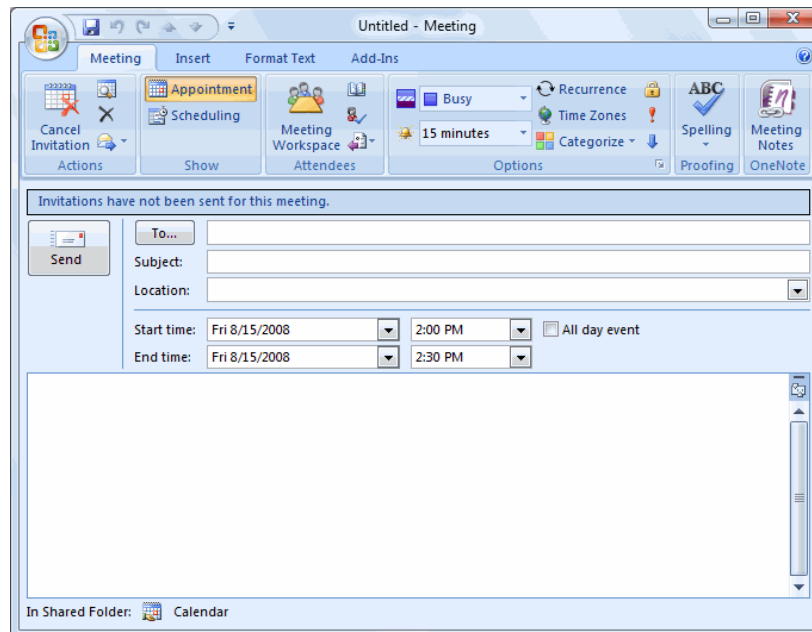 Untitled - Meeting
Meeting Insert Format Text Add-Ins
Cancel Invitation
Actions
Appointment
Scheduling
Show
Meeting Workspace
Attendees
Busy
15 minutes
Recurrence
Time Zones
Categorize
Options
ABC
Spelling
Proofing
Meeting Notes
OneNote
Invitations have not been sent for this meeting.
Send
To...
Subject:
Location:
Start time: Fri 8/15/2008 2:00 PM All day event
End time: Fri 8/15/2008 2:30 PM
In Shared Folder: Calendar